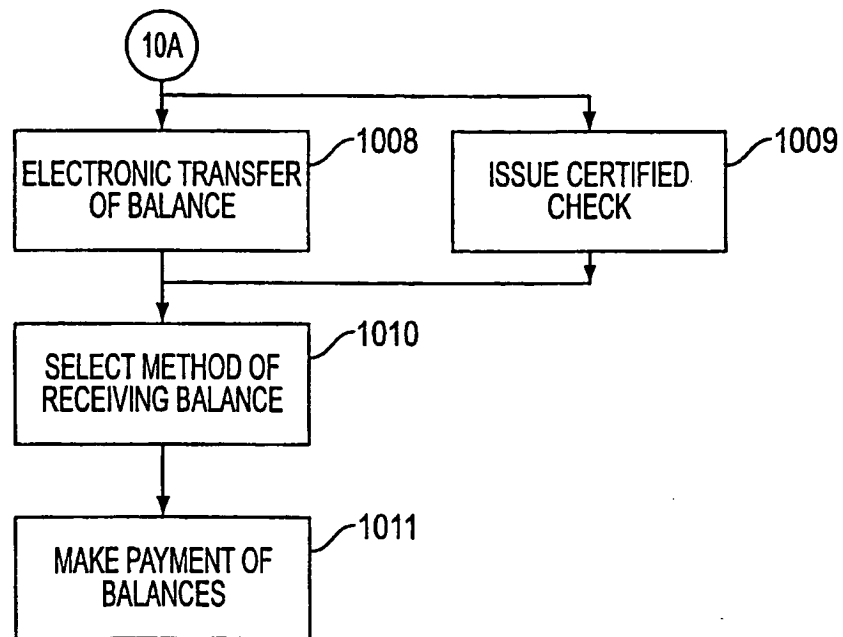 10A
1008
1009
ELECTRONIC TRANSFER
OF BALANCE
ISSUE CERTIFIED
CHECK
1010
SELECT METHOD OF
RECEIVING BALANCE
1011
MAKE PAYMENT OF
BALANCES